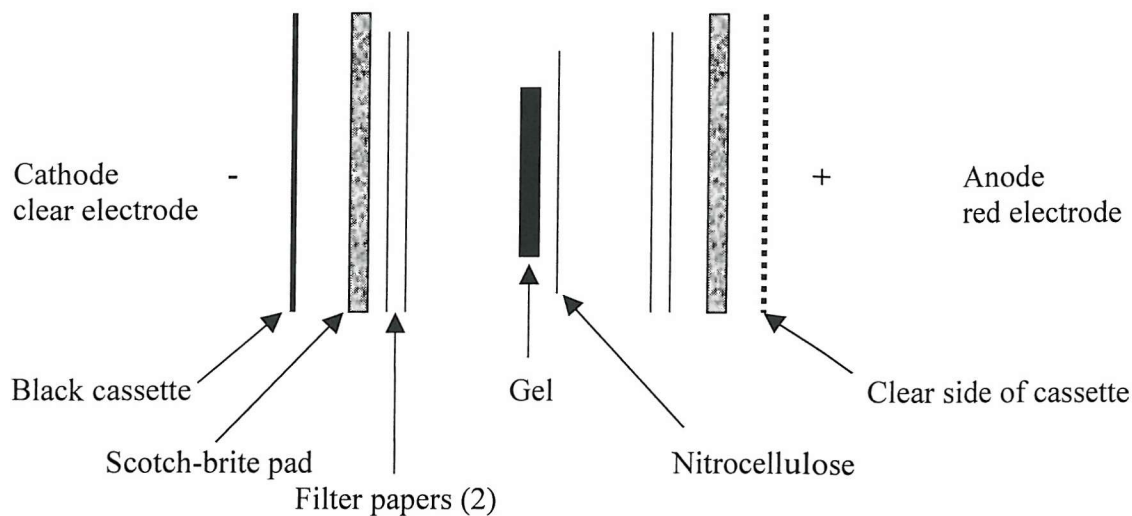 Cathode
clear electrode
-
+
Anode
red electrode
Black cassette
Gel
Clear side of cassette
Scotch-brite pad
Nitrocellulose
Filter papers (2)